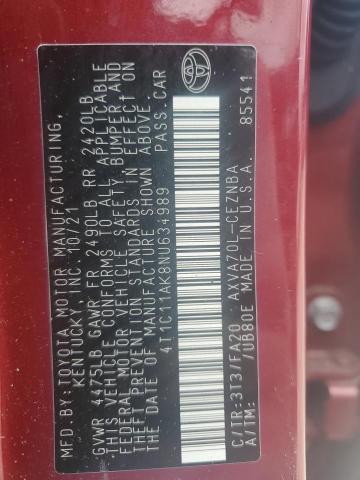 MFD. BY: TOYOTA MOTOR MANUFACTURING,
KENTUCKY, INC. 10/21
GVWR 4475LB GAWR FR 2490LB RR 2420LB
THIS VEHICLE CONFORMS TO ALL APPLICABLE
FEDERAL MOTOR VEHICLE SAFETY, BUMPER, AND
THEFT PREVENTION STANDARDS IN EFFECT ON
THE DATE OF MANUFACTURE SHOWN ABOVE.
4T1C11AK8NU634989 PASS.CAR
C/TR:3T3/FA20 AXVA70L-CEZNBA
A/TM: /UB80E MADE IN U.S.A. 85541